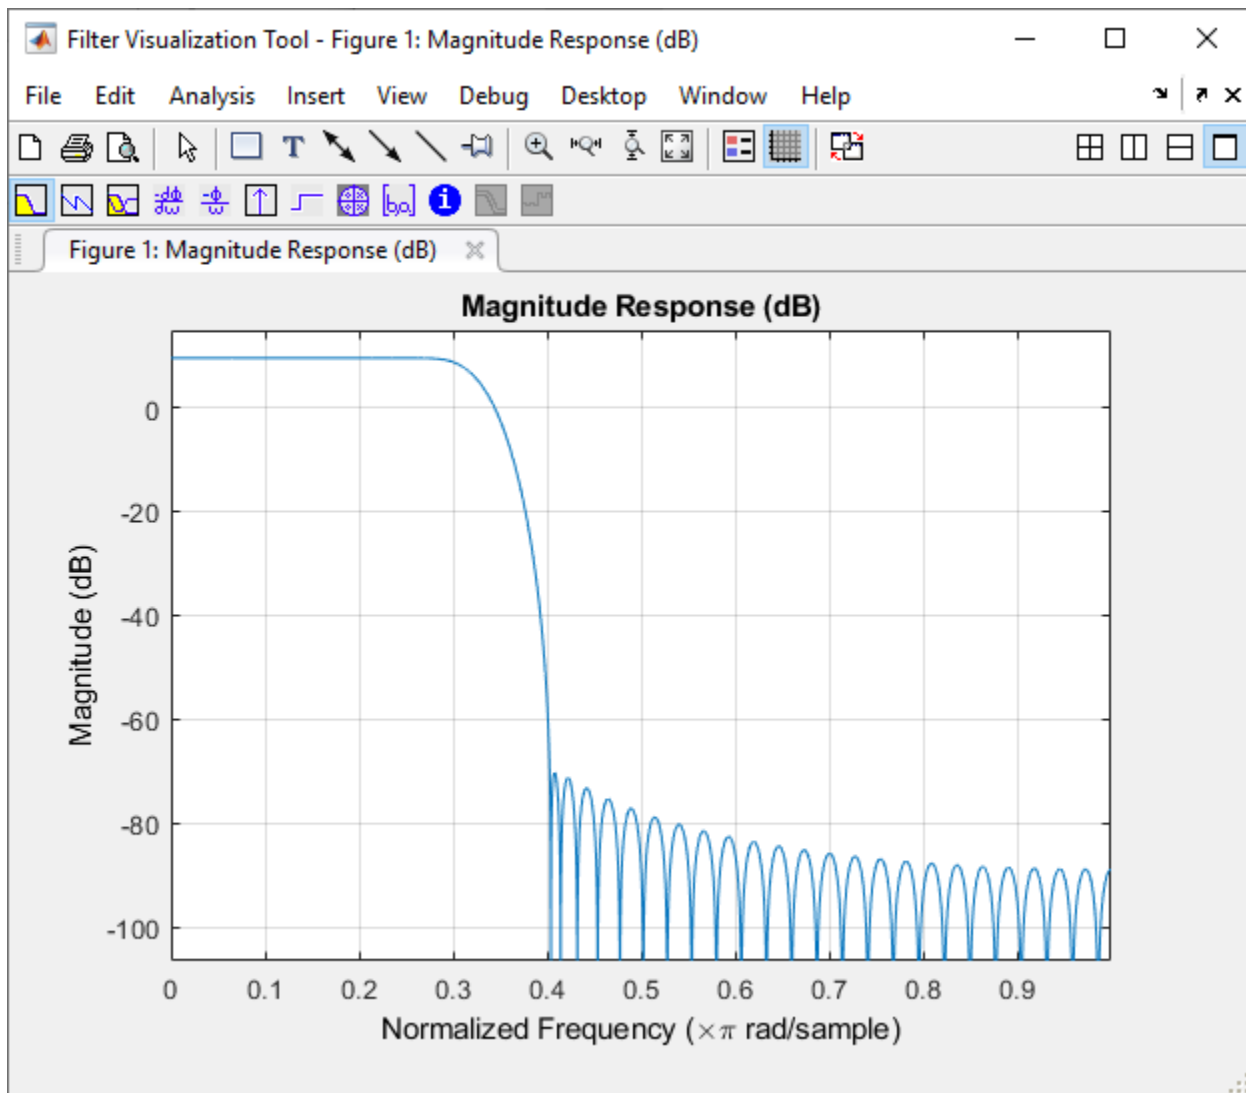 Filter Visualization Tool - Figure 1: Magnitude Response (dB)
File Edit Analysis Insert View Debug Desktop Window Help
T
-dϕ
dω
-ϕ
ω
[b,a]
i
Figure 1: Magnitude Response (dB)
Magnitude Response (dB)
Magnitude (dB)
0
-20
-40
-60
-80
-100
0 0.1 0.2 0.3 0.4 0.5 0.6 0.7 0.8 0.9
Normalized Frequency (×π rad/sample)